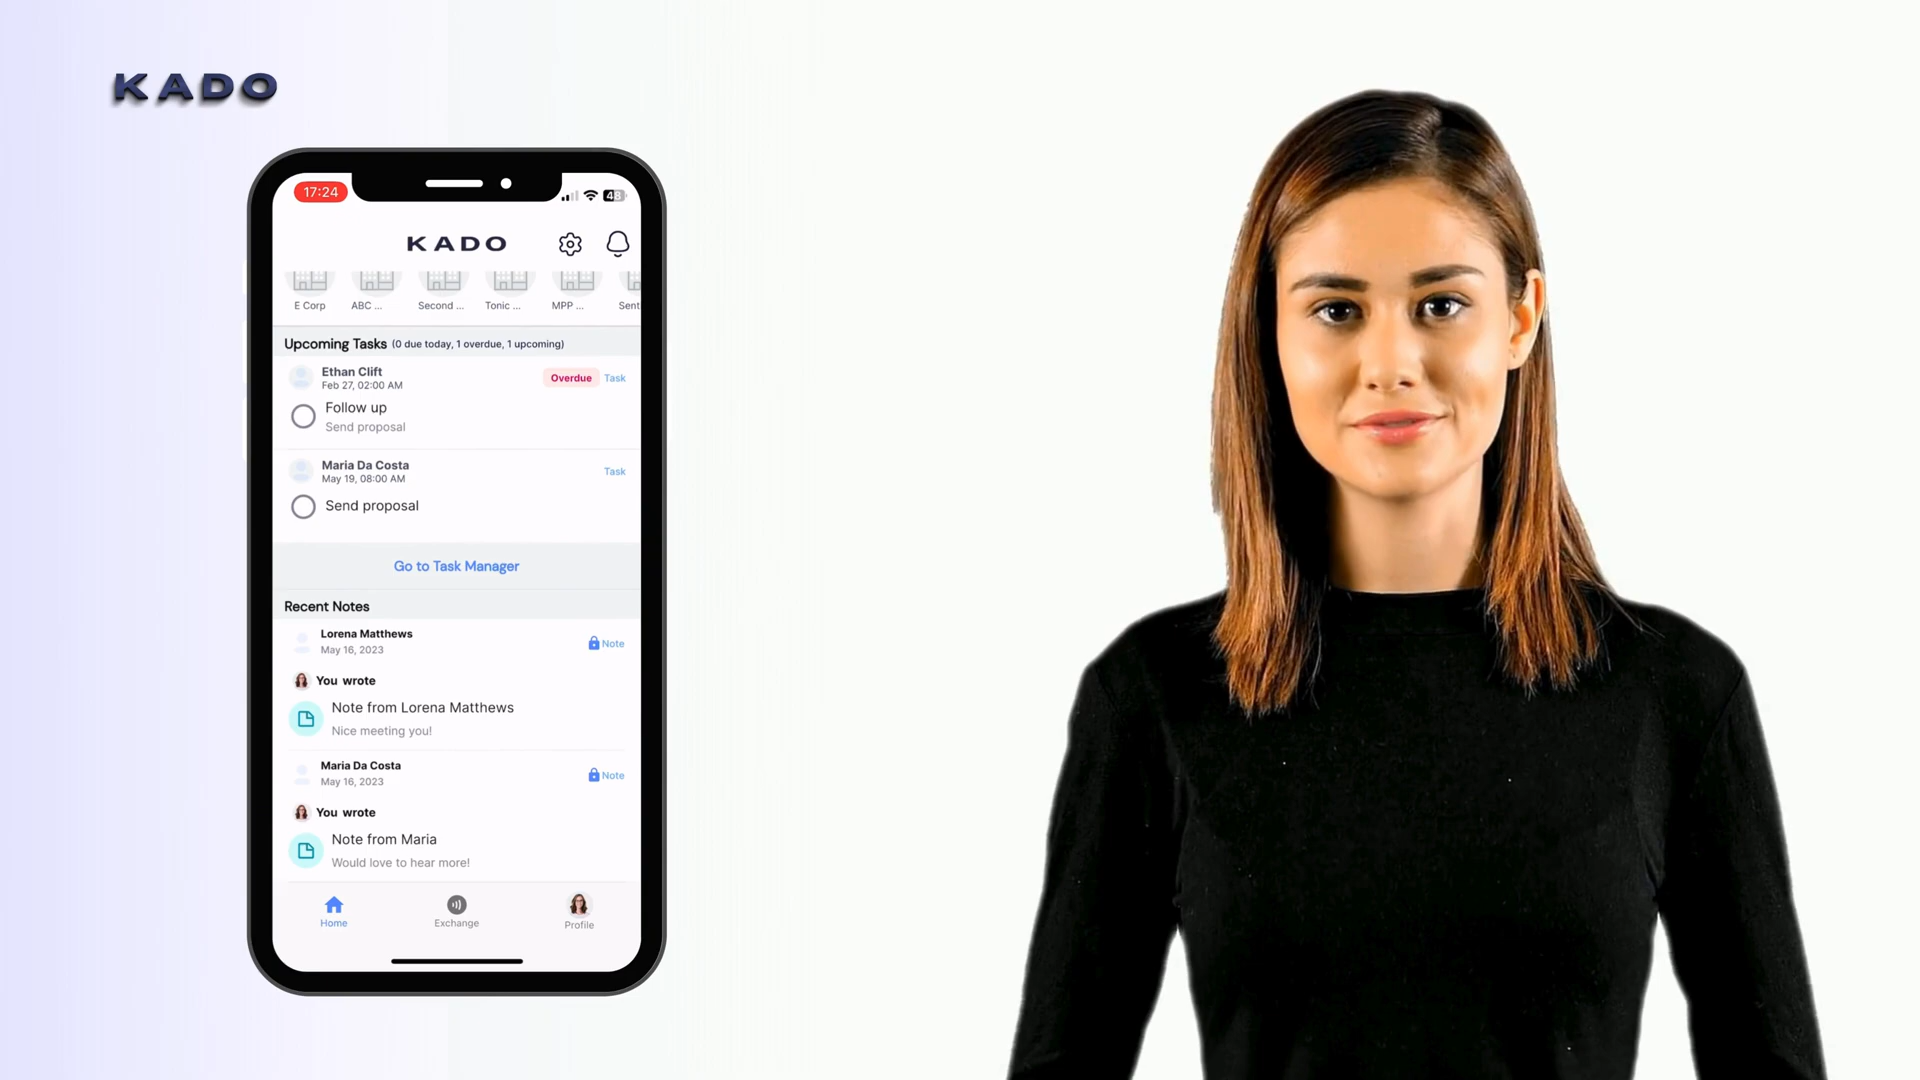 KADO
17:24
48
KADO
E Corp
ABC ...
Second ...
Tonic ...
MPP ...
Sent
Upcoming Tasks (0 due today, 1 overdue, 1 upcoming)
Ethan Clift
Feb 27, 02:00 AM
Overdue Task
Follow up
Send proposal
Maria Da Costa
May 19, 08:00 AM
Task
Send proposal
Go to Task Manager
Recent Notes
Lorena Matthews
May 16, 2023
Note
You wrote
Note from Lorena Matthews
Nice meeting you!
Maria Da Costa
May 16, 2023
Note
You wrote
Note from Maria
Would love to hear more!
Home
Exchange
Profile